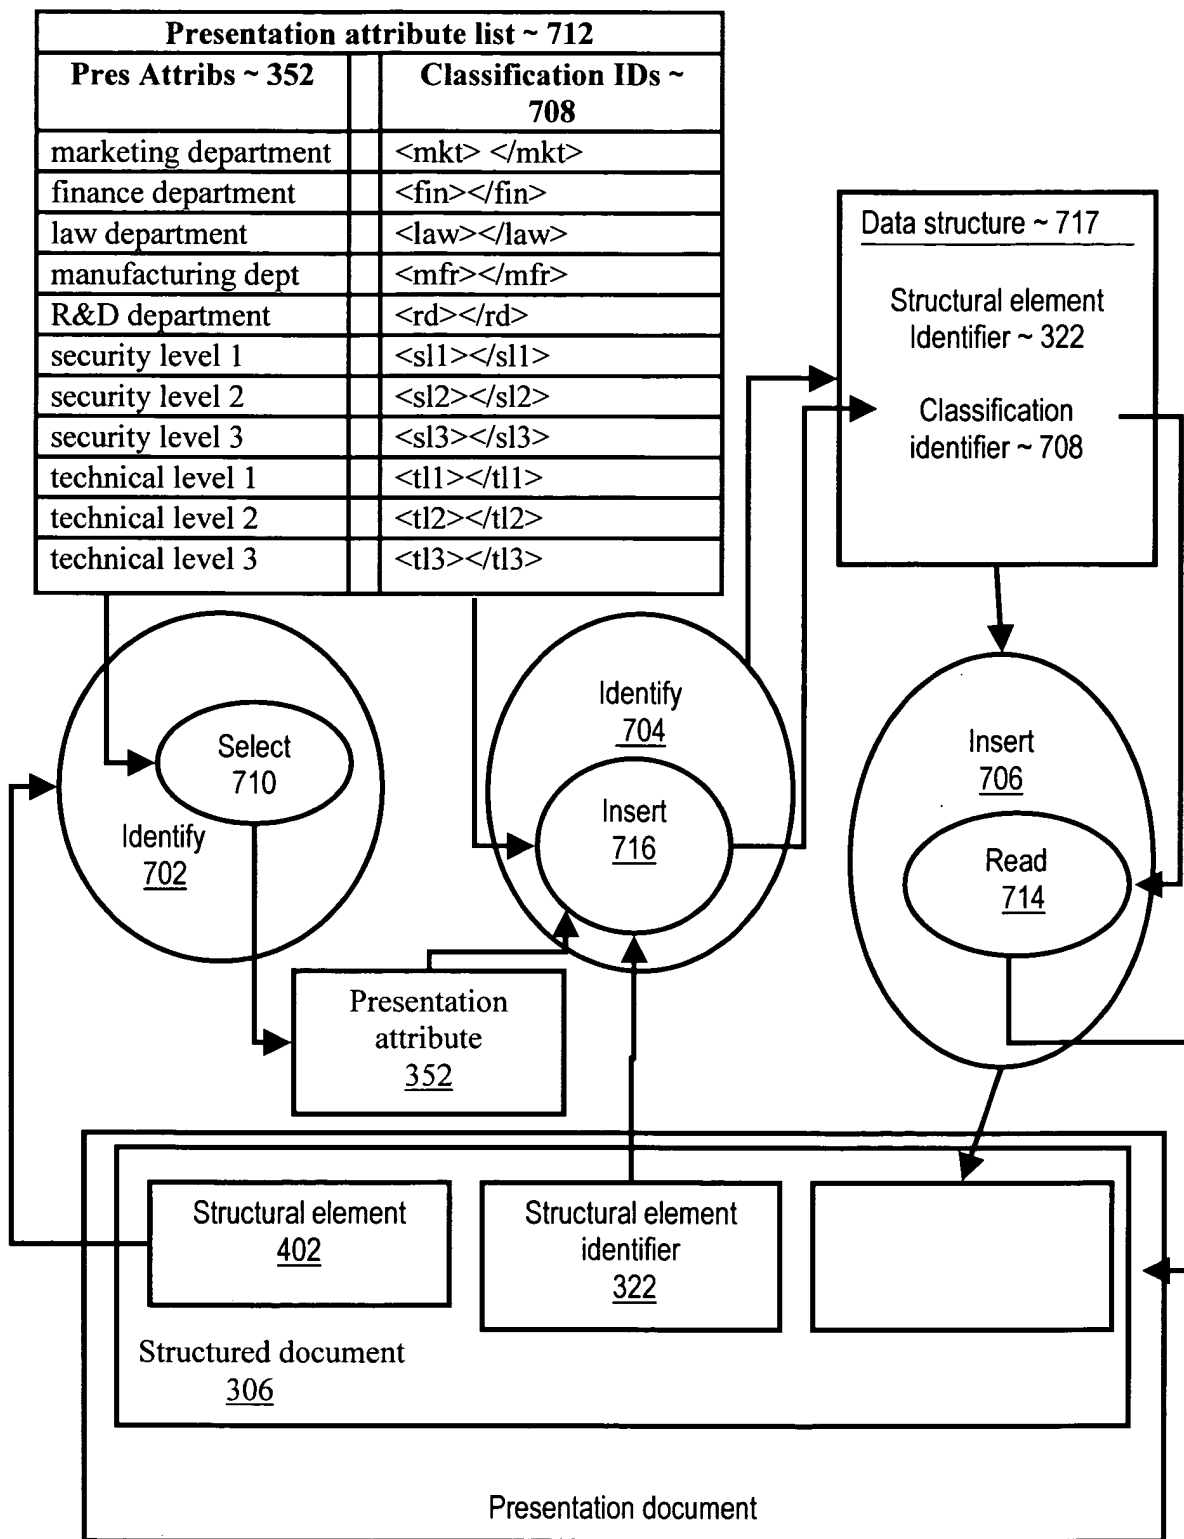 Presentation attribute list ~ 712
Pres Attribs ~ 352 Classification IDs ~
708
marketing department <mkt> </mkt>
finance department <fin></fin>
law department <law></law>
manufacturing dept <mfr></mfr>
R&D department <rd></rd>
security level 1 <sl1></sl1>
security level 2 <sl2></sl2>
security level 3 <sl3></sl3>
technical level 1 <tl1></tl1>
technical level 2 <tl2></tl2>
technical level 3 <tl3></tl3>
Data structure ~ 717
Structural element
Identifier ~ 322
Classification
identifier ~ 708
Select
710
Identify
702
Identify
704
Insert
716
Insert
706
Read
714
Presentation
attribute
352
Structural element
402
Structural element
identifier
322
Structured document
306
Presentation document